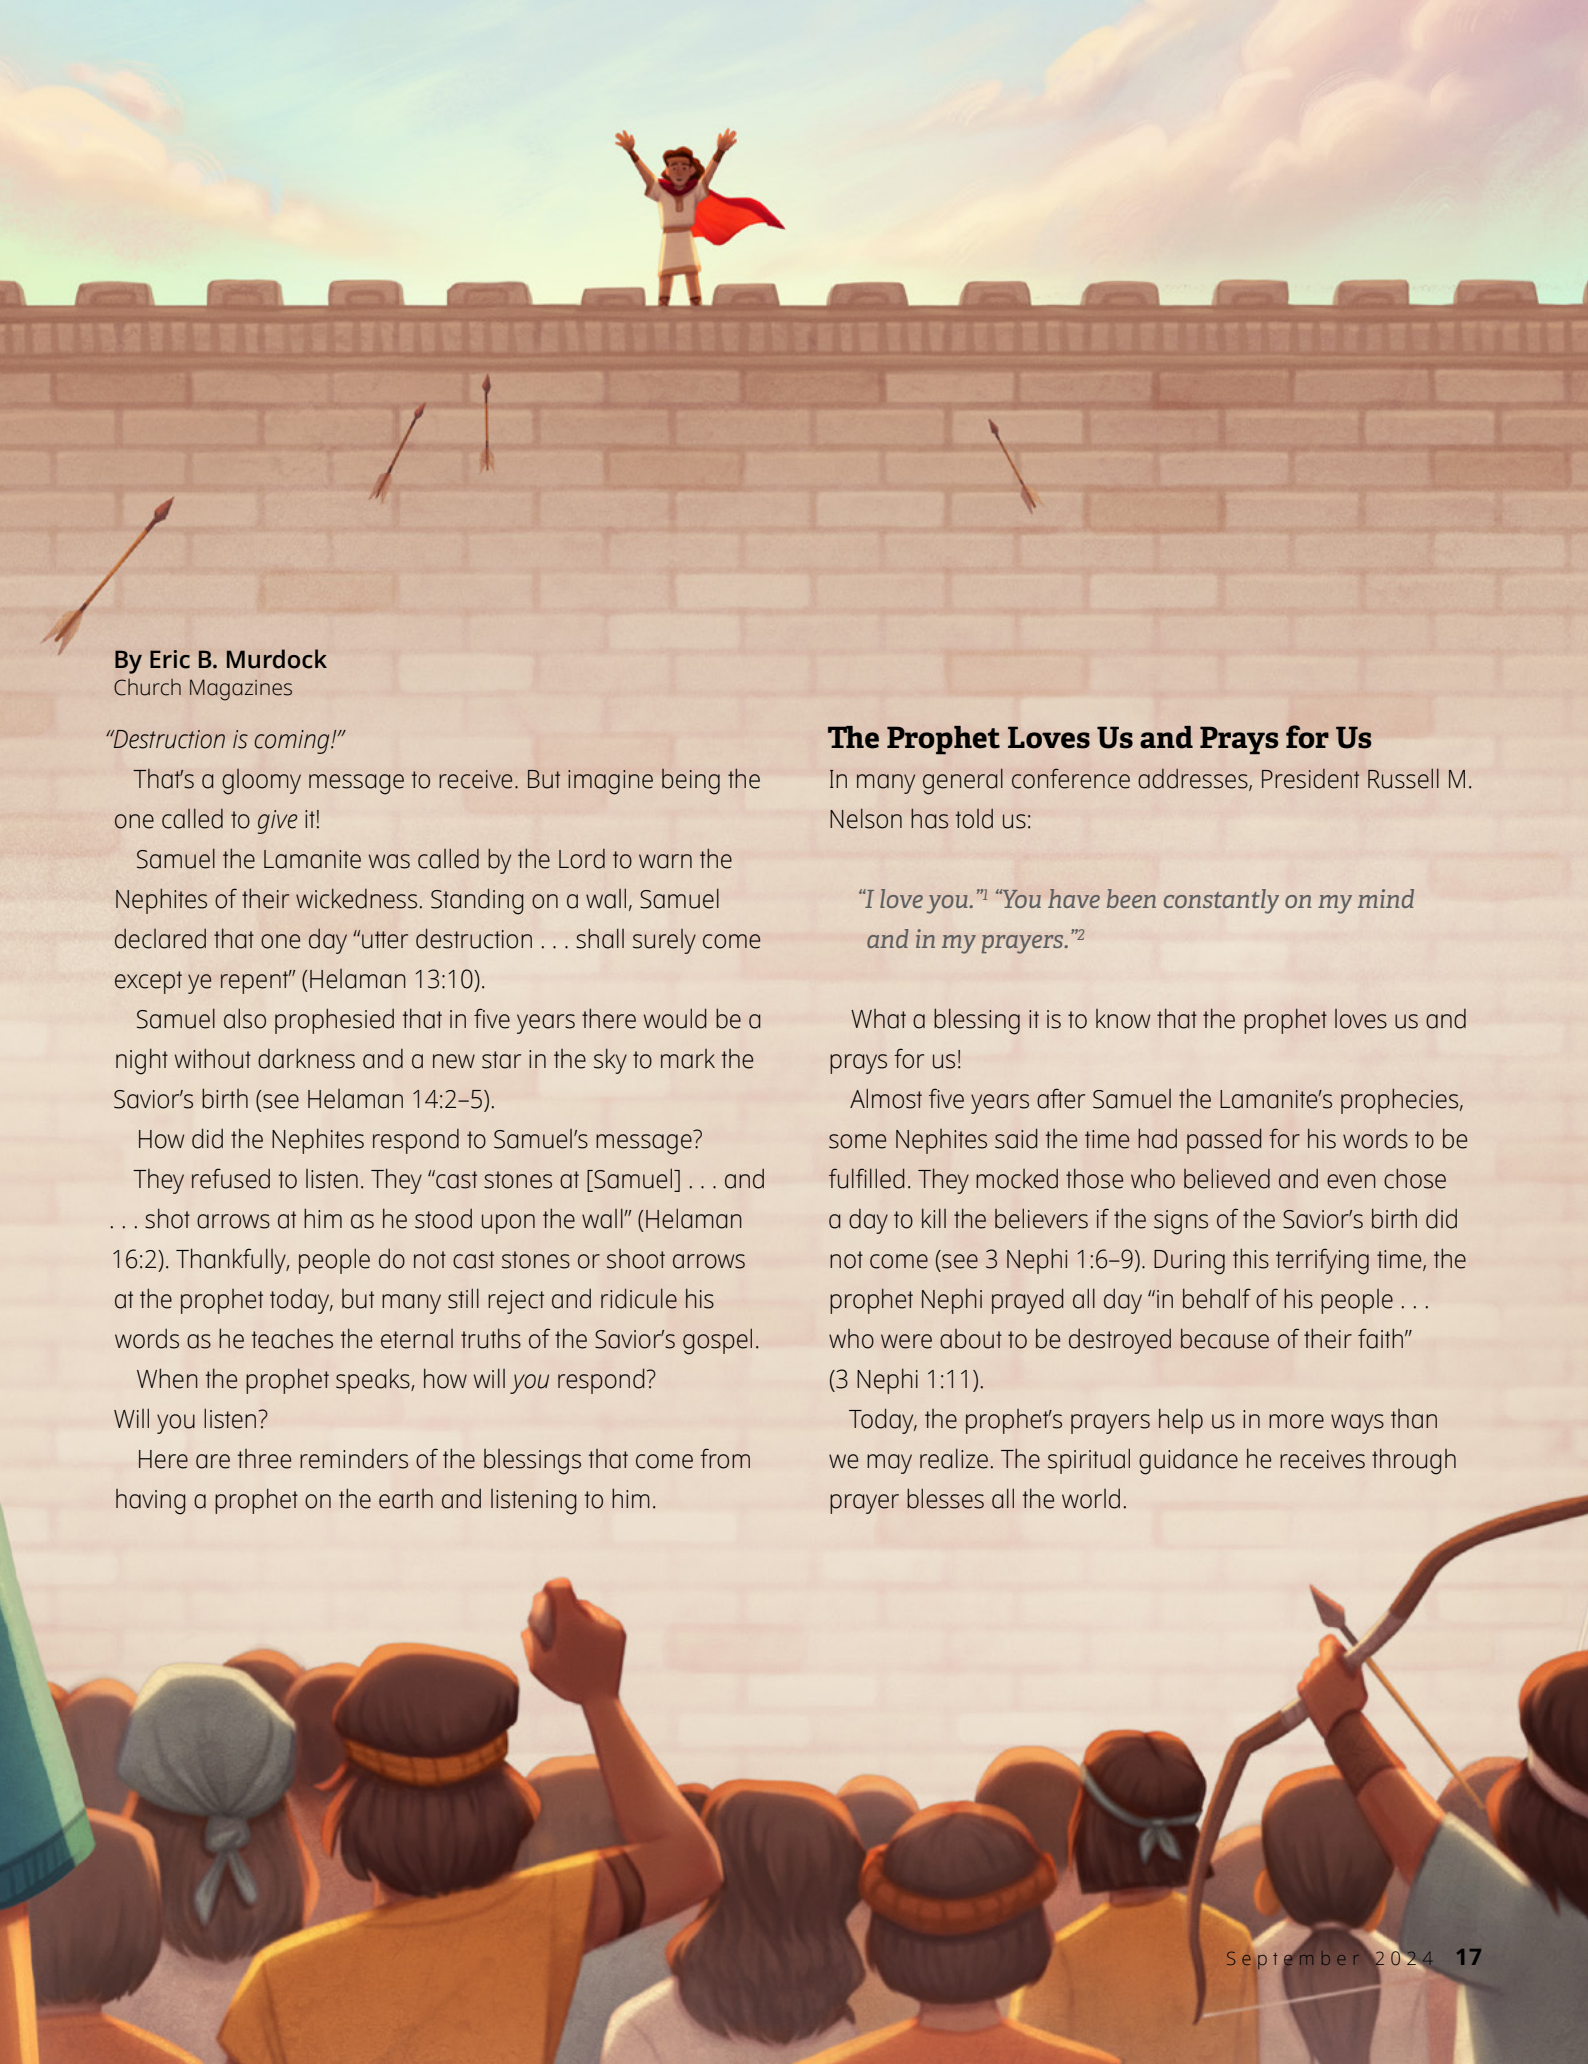 By Eric B. Murdock
Church Magazines
“Destruction is coming!”
That’s a gloomy message to receive. But imagine being the
one called to give it!
Samuel the Lamanite was called by the Lord to warn the
Nephites of their wickedness. Standing on a wall, Samuel
declared that one day “utter destruction . . . shall surely come
except ye repent” (Helaman 13:10).
Samuel also prophesied that in five years there would be a
night without darkness and a new star in the sky to mark the
Savior’s birth (see Helaman 14:2–5).
How did the Nephites respond to Samuel’s message?
They refused to listen. They “cast stones at [Samuel] . . . and
. . . shot arrows at him as he stood upon the wall” (Helaman
16:2). Thankfully, people do not cast stones or shoot arrows
at the prophet today, but many still reject and ridicule his
words as he teaches the eternal truths of the Savior’s gospel.
When the prophet speaks, how will you respond?
Will you listen?
Here are three reminders of the blessings that come from
having a prophet on the earth and listening to him.
The Prophet Loves Us and Prays for Us
In many general conference addresses, President Russell M.
Nelson has told us:
“I love you.”1 “You have been constantly on my mind
and in my prayers.”2
What a blessing it is to know that the prophet loves us and
prays for us!
Almost five years after Samuel the Lamanite’s prophecies,
some Nephites said the time had passed for his words to be
fulfilled. They mocked those who believed and even chose
a day to kill the believers if the signs of the Savior’s birth did
not come (see 3 Nephi 1:6–9). During this terrifying time, the
prophet Nephi prayed all day “in behalf of his people . . .
who were about to be destroyed because of their faith”
(3 Nephi 1:11).
Today, the prophet’s prayers help us in more ways than
we may realize. The spiritual guidance he receives through
prayer blesses all the world.
September 2024 17